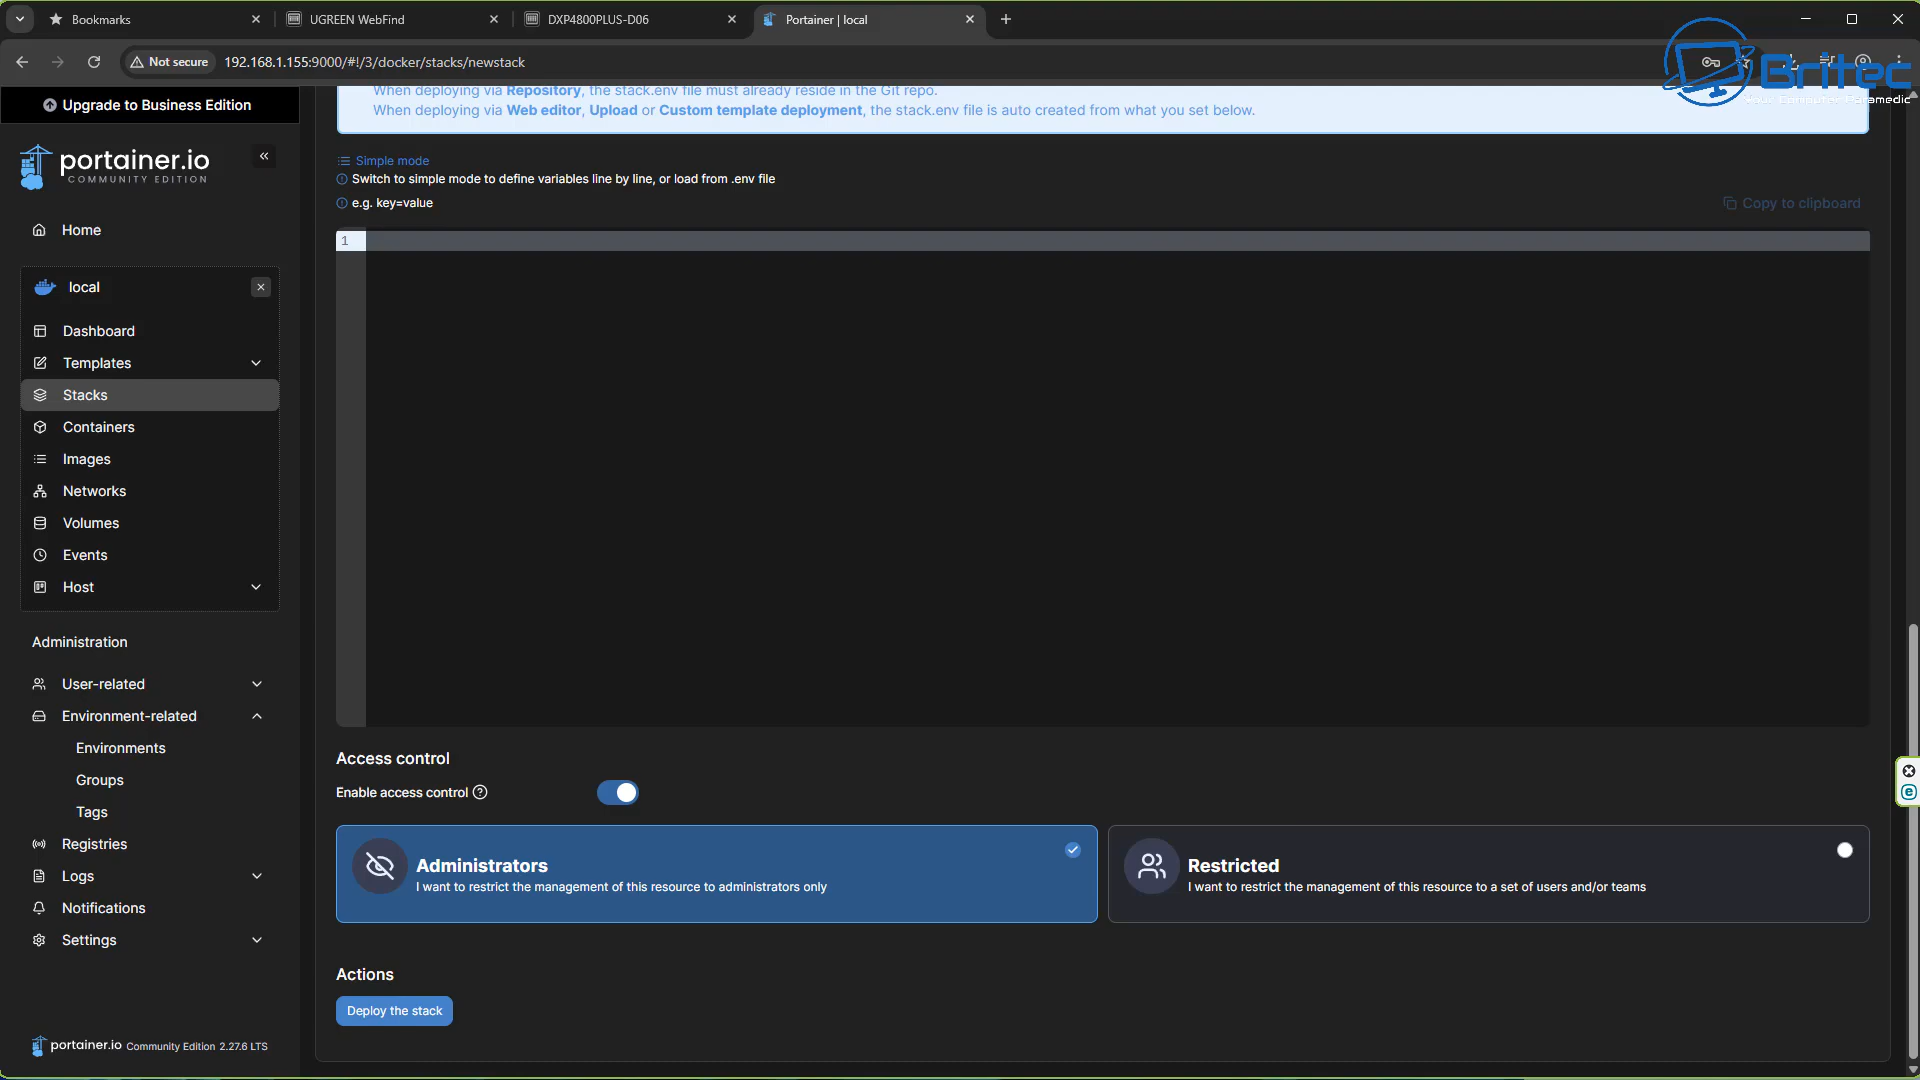 Bookmarks
UGREEN WebFind
DXP4800PLUS-D06
Portainer | local
Not secure
192.168.1.155:9000/#!/3/docker/stacks/newstack
Britec
Your Computer Paramedic
Upgrade to Business Edition
When deploying via Repository, the stack.env file must already reside in the Git repo.
When deploying via Web editor, Upload or Custom template deployment, the stack.env file is auto created from what you set below.
portainer.io
COMMUNITY EDITION
Simple mode
Switch to simple mode to define variables line by line, or load from .env file
e.g. key=value
Copy to clipboard
1
Home
local
Dashboard
Templates
Stacks
Containers
Images
Networks
Volumes
Events
Host
Administration
User-related
Environment-related
Environments
Groups
Tags
Registries
Logs
Notifications
Settings
portainer.io Community Edition 2.27.6 LTS
Access control
Enable access control
Administrators
I want to restrict the management of this resource to administrators only
Restricted
I want to restrict the management of this resource to a set of users and/or teams
Actions
Deploy the stack